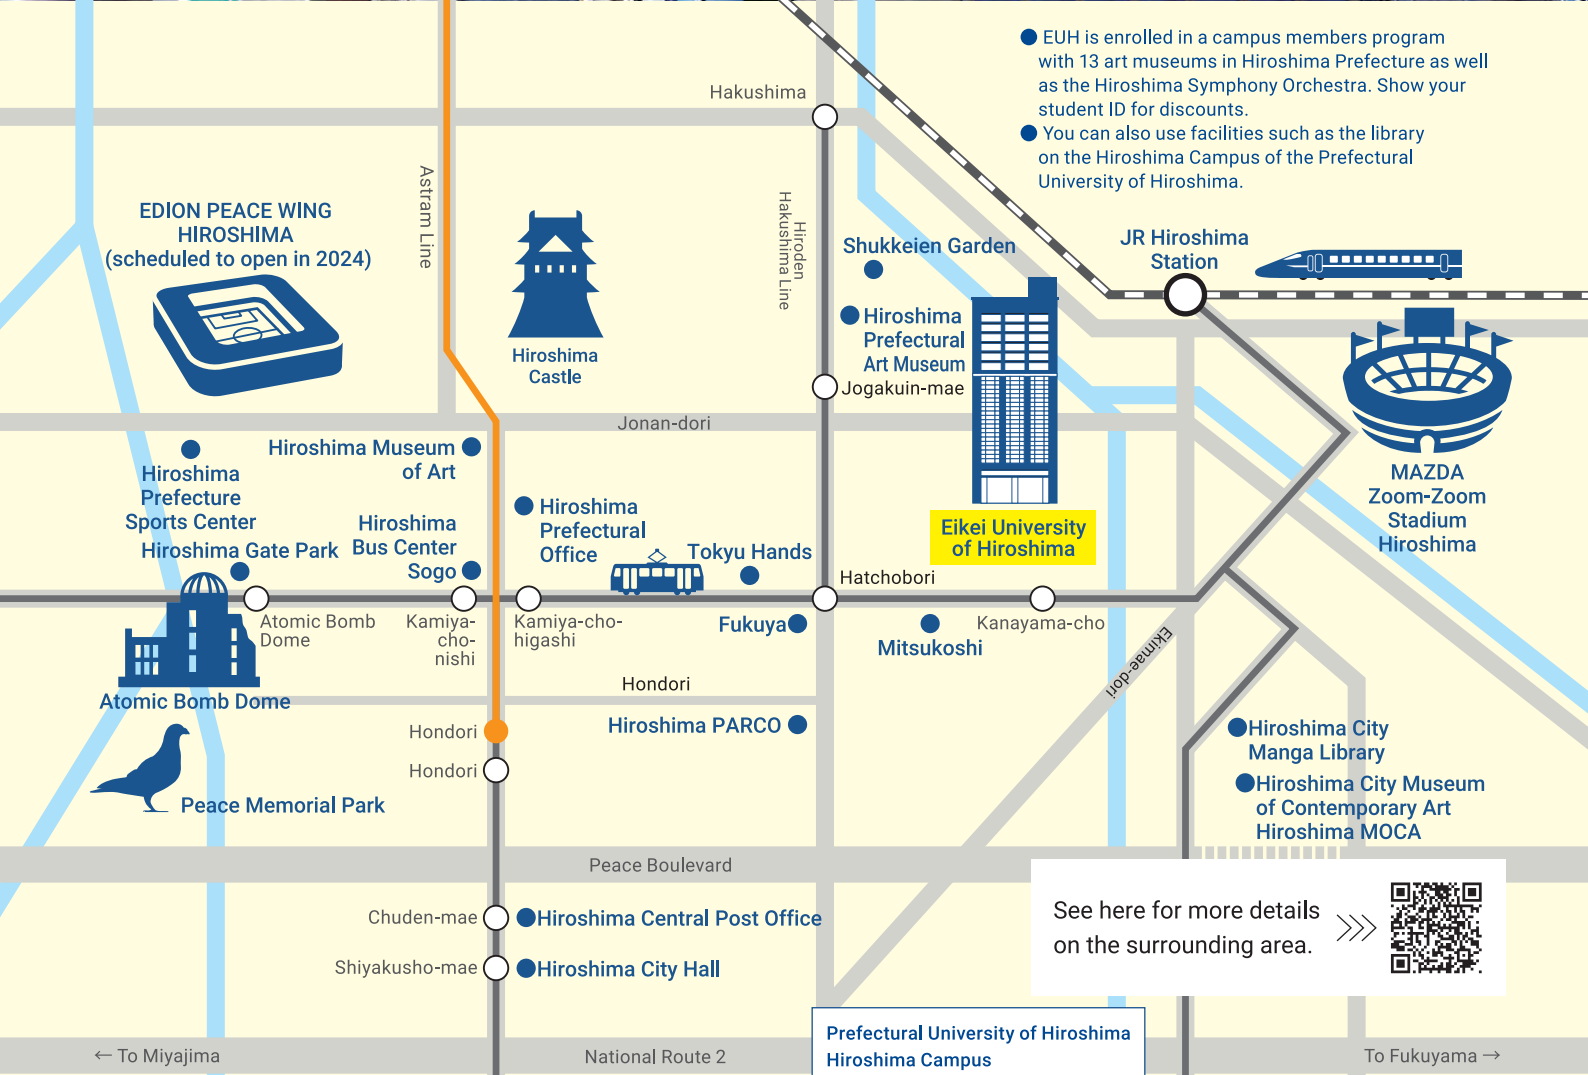 ● EUH is enrolled in a campus members program
with 13 art museums in Hiroshima Prefecture as well
as the Hiroshima Symphony Orchestra. Show your
student ID for discounts.
● You can also use facilities such as the library
on the Hiroshima Campus of the Prefectural
University of Hiroshima.
Hakushima
Astram Line
Hiroden
Hakushima Line
EDION PEACE WING
HIROSHIMA
(scheduled to open in 2024)
Hiroshima
Castle
Shukkeien Garden
JR Hiroshima
Station
Hiroshima
Prefectural
Art Museum
Jogakuin-mae
Jonan-dori
Hiroshima Museum
of Art
Hiroshima
Prefecture
Sports Center
Hiroshima Gate Park
Hiroshima
Bus Center
Sogo
Hiroshima
Prefectural
Office
Tokyu Hands
Eikei University
of Hiroshima
MAZDA
Zoom-Zoom
Stadium
Hiroshima
Hatchobori
Atomic Bomb
Dome
Kamiya-
cho-
nishi
Kamiya-cho-
higashi
Fukuya
Mitsukoshi
Kanayama-cho
Ekimae-dori
Atomic Bomb Dome
Hondori
Hiroshima PARCO
Hondori
Hondori
Peace Memorial Park
Hiroshima City
Manga Library
Hiroshima City Museum
of Contemporary Art
Hiroshima MOCA
Peace Boulevard
Chuden-mae
Hiroshima Central Post Office
Shiyakusho-mae
Hiroshima City Hall
See here for more details
on the surrounding area.
Prefectural University of Hiroshima
Hiroshima Campus
← To Miyajima
National Route 2
To Fukuyama →